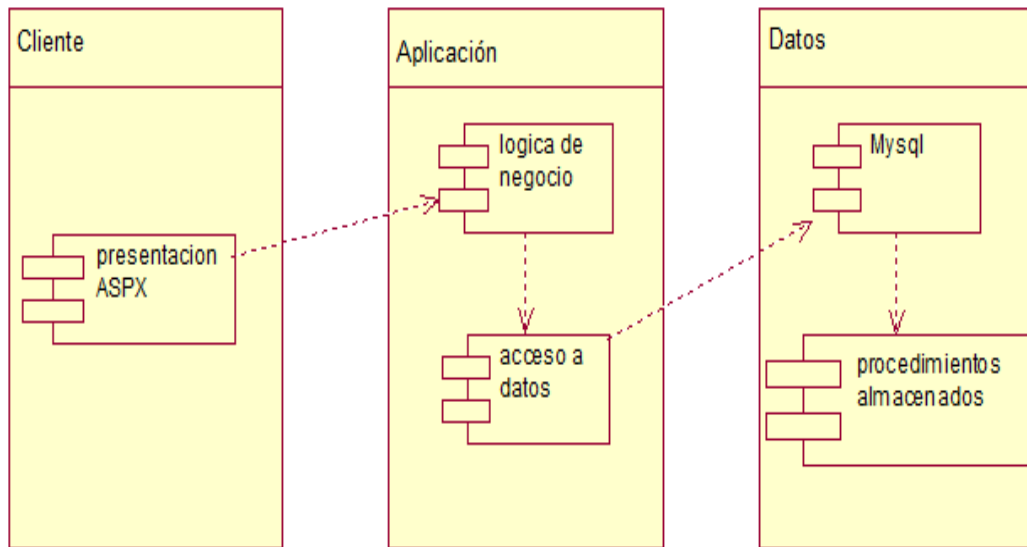 Cliente
presentacion
ASPX
Aplicación
logica de
negocio
acceso a
datos
Datos
Mysql
procedimientos
almacenados